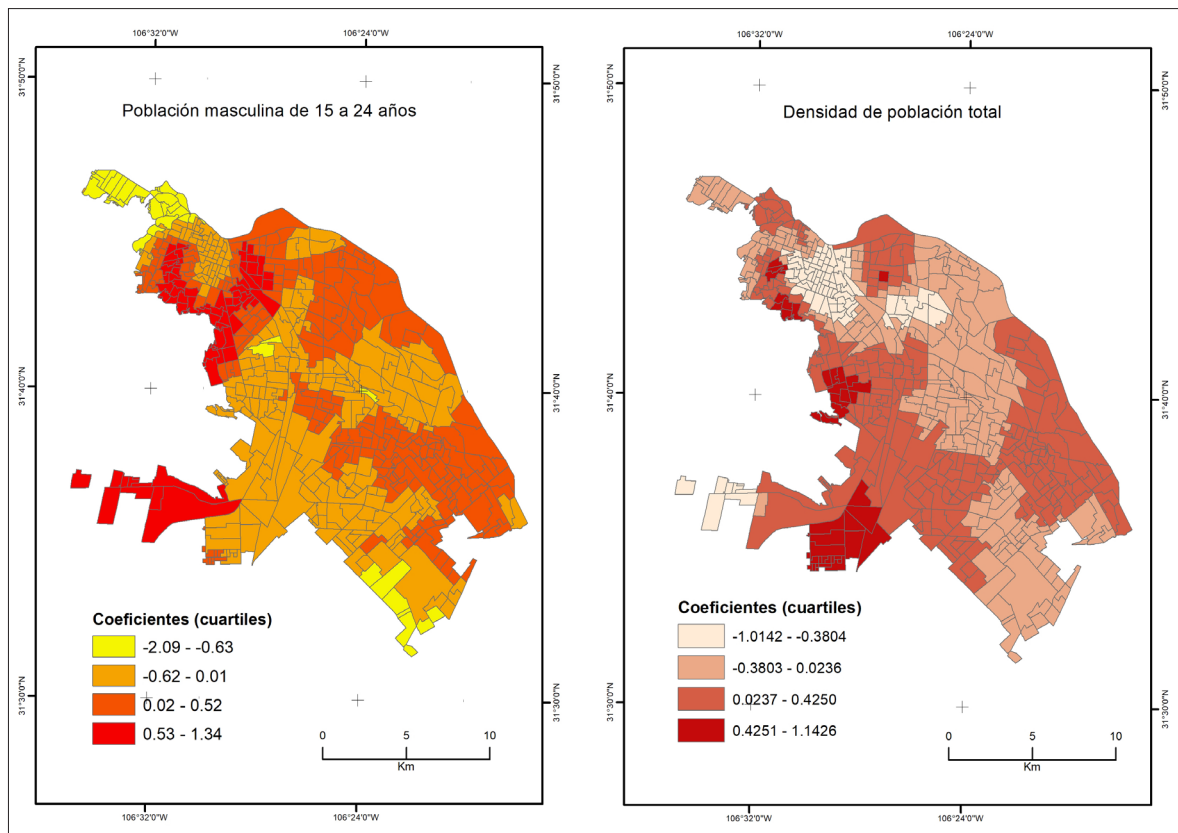 106°32'0"W
106°24'0"W
31°50'0"N
31°50'0"N
Población masculina de 15 a 24 años
31°40'0"N
31°40'0"N
31°30'0"N
31°30'0"N
Coeficientes (cuartiles)
-2.09 - -0.63
-0.62 - 0.01
0.02 - 0.52
0.53 - 1.34
0
5
10
Km
106°32'0"W
106°24'0"W
106°32'0"W
106°24'0"W
31°50'0"N
31°50'0"N
Densidad de población total
31°40'0"N
31°40'0"N
31°30'0"N
31°30'0"N
Coeficientes (cuartiles)
-1.0142 - -0.3804
-0.3803 - 0.0236
0.0237 - 0.4250
0.4251 - 1.1426
0
5
10
Km
106°32'0"W
106°24'0"W